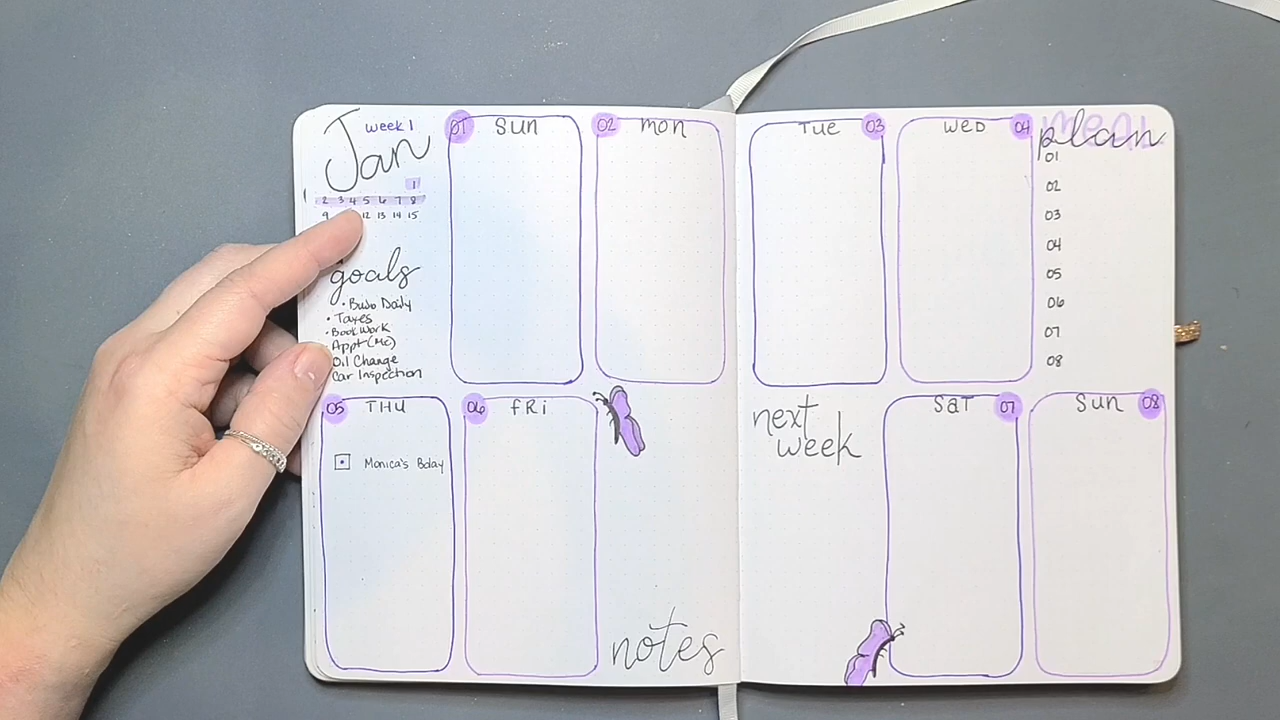 Jan
week 1
1
2 3 4 5 6 7 8
9 12 13 14 15
goals
• Bujo Daily
• Taxes
• Book Work
Appt (Mc)
Oil Change
Car Inspection
01 Sun
02 mon
Tue 03
WeD 04
menu
plan
01
02
03
04
05
06
07
08
05 THU
Monica's Bday
06 fRi
notes
next
week
Sat 07
Sun 08